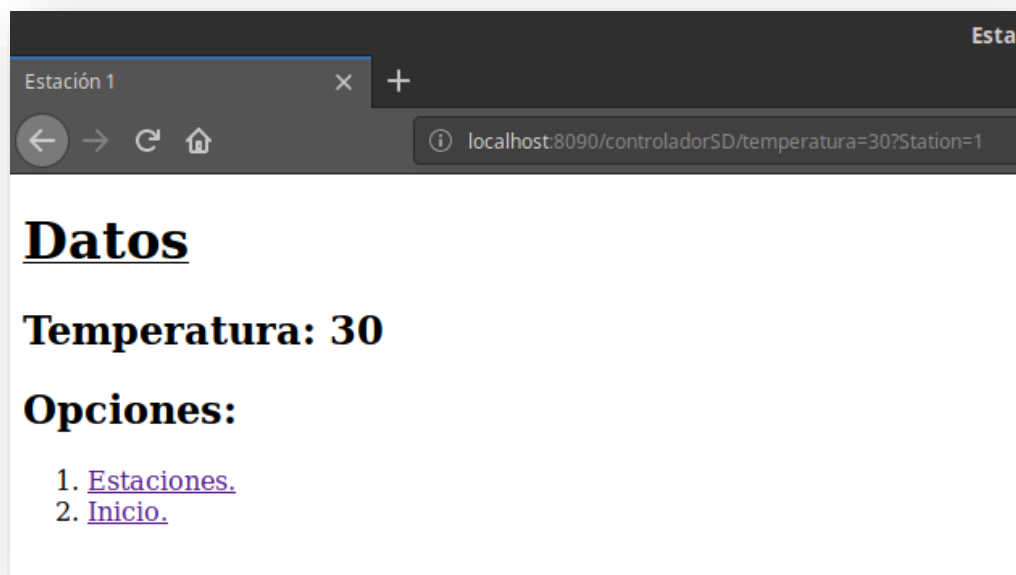 Esta
Estación 1
localhost:8090/controladorSD/temperatura=30?Station=1
Datos
Temperatura: 30
Opciones:
1. Estaciones.
2. Inicio.